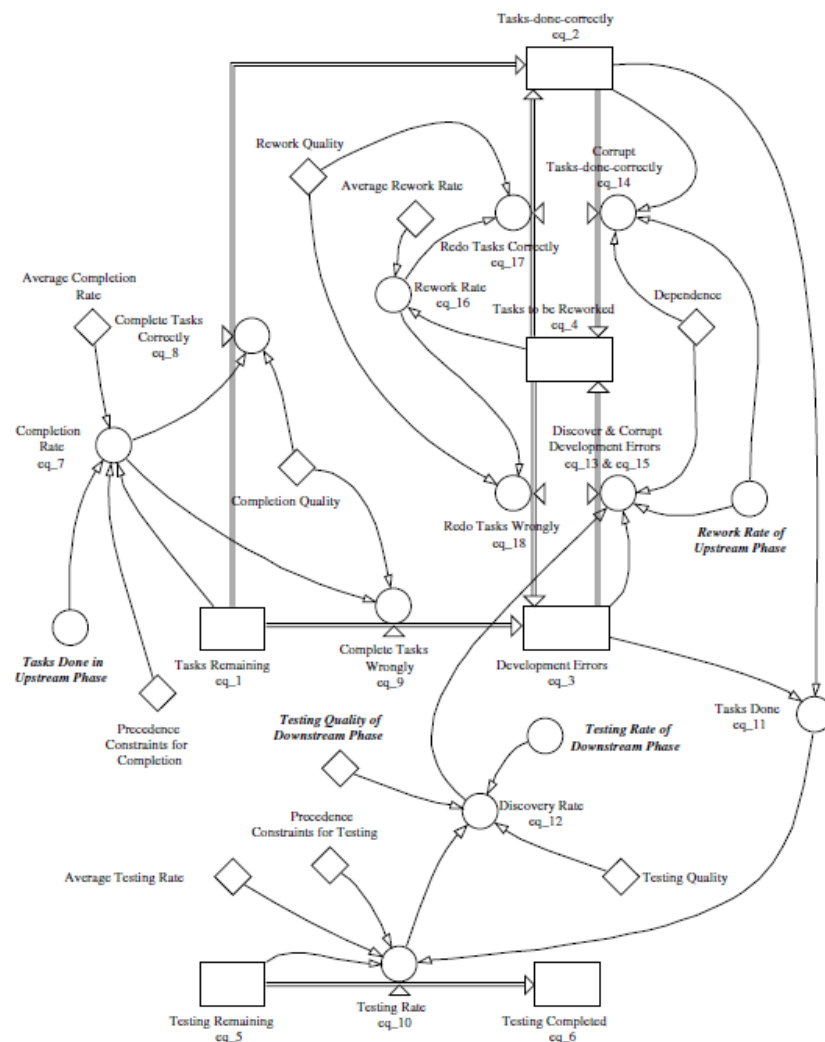 Tasks-done-correctly
eq_2
Rework Quality
Corrupt
Tasks-done-correctly
eq_14
Average Rework Rate
Redo Tasks Correctly
eq_17
Average Completion
Rate
Complete Tasks
Correctly
eq_8
Rework Rate
eq_16
Tasks to be Reworked
eq_4
Dependence
Completion
Rate
eq_7
Discover & Corrupt
Development Errors
eq_13 & eq_15
Completion Quality
Redo Tasks Wrongly
eq_18
Rework Rate of
Upstream Phase
Tasks Done in
Upstream Phase
Tasks Remaining
eq_1
Complete Tasks
Wrongly
eq_9
Development Errors
eq_3
Precedence
Constraints for
Completion
Testing Quality of
Downstream Phase
Testing Rate of
Downstream Phase
Tasks Done
eq_11
Precedence
Constraints for Testing
Discovery Rate
eq_12
Average Testing Rate
Testing Quality
Testing Remaining
eq_5
Testing Rate
eq_10
Testing Completed
eq_6